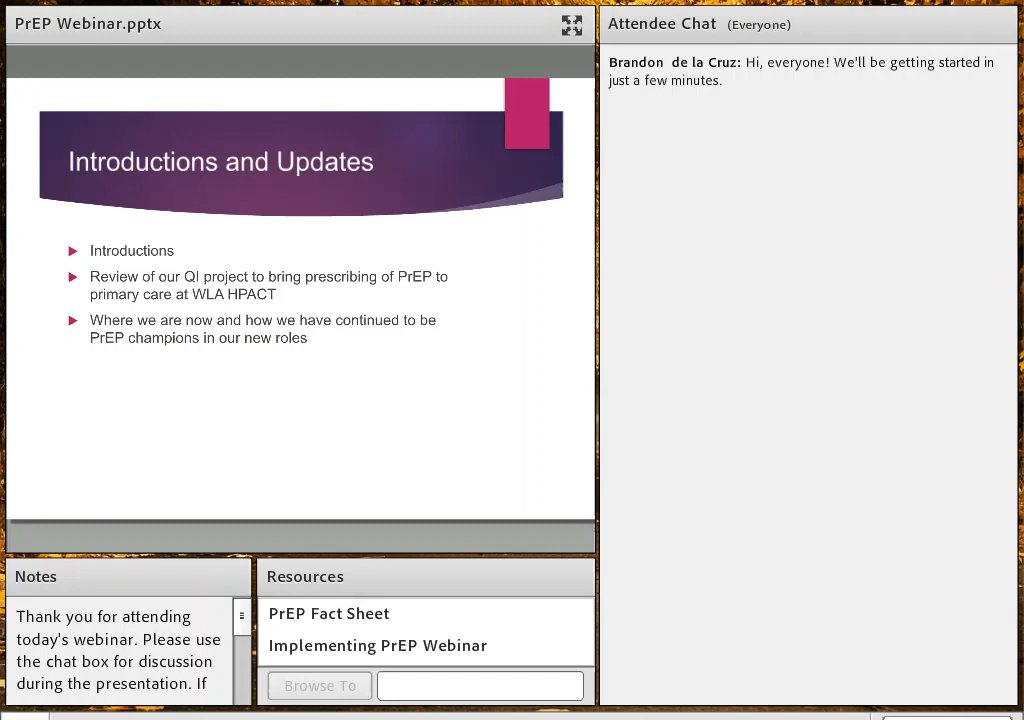 PrEP Webinar.pptx
Attendee Chat (Everyone)
Brandon de la Cruz: Hi, everyone! We'll be getting started in
just a few minutes.
Introductions and Updates
Introductions
Review of our QI project to bring prescribing of PrEP to
primary care at WLA HPACT
Where we are now and how we have continued to be
PrEP champions in our new roles
Notes
Thank you for attending
today's webinar. Please use
the chat box for discussion
during the presentation. If
Resources
PrEP Fact Sheet
Implementing PrEP Webinar
Browse To